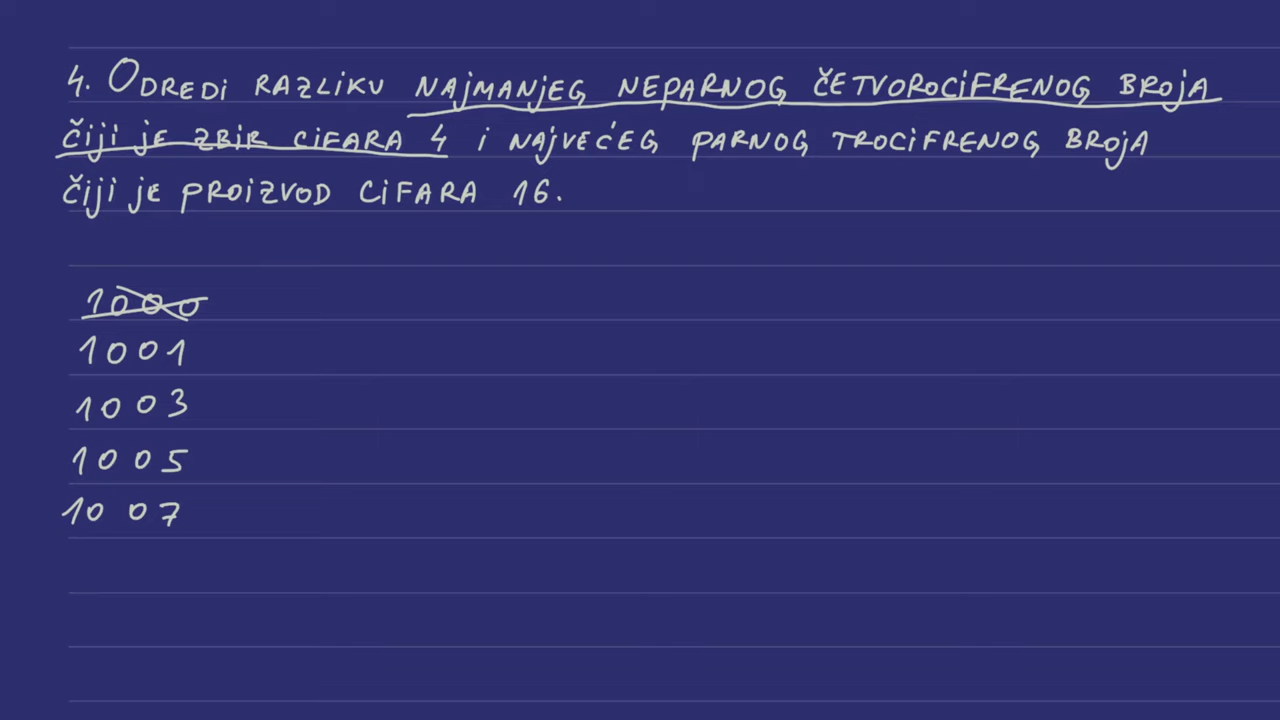 4. ODREDI RAZLIKU NAJMANJEG NEPARNOG ČETVOROCIFRENOG BROJA
ČIJI JE ZBIR CIFARA 4 I NAJVEĆEG PARNOG TROCIFRENOG BROJA
ČIJI JE PROIZVOD CIFARA 16.
1000
1001
1003
1005
1007